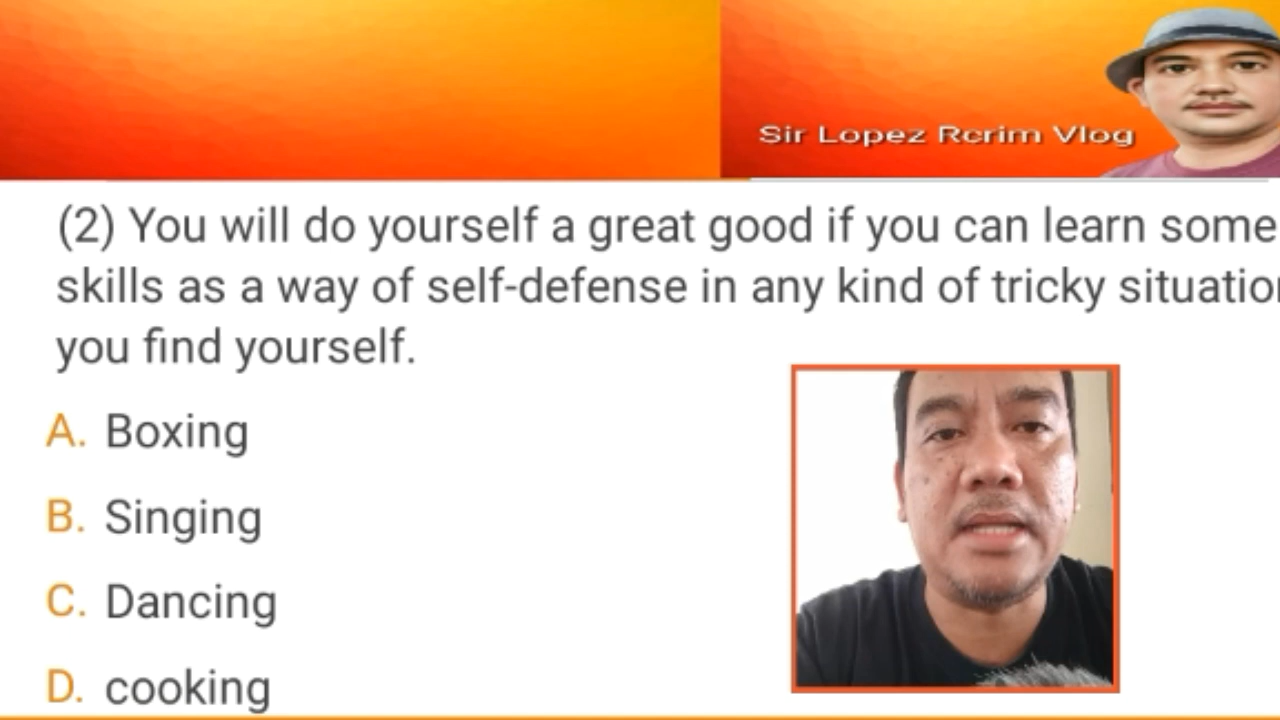 Sir Lopez Rcrim Vlog
(2) You will do yourself a great good if you can learn some
skills as a way of self-defense in any kind of tricky
you find yourself.
A. Boxing
B. Singing
C. Dancing
D. cooking